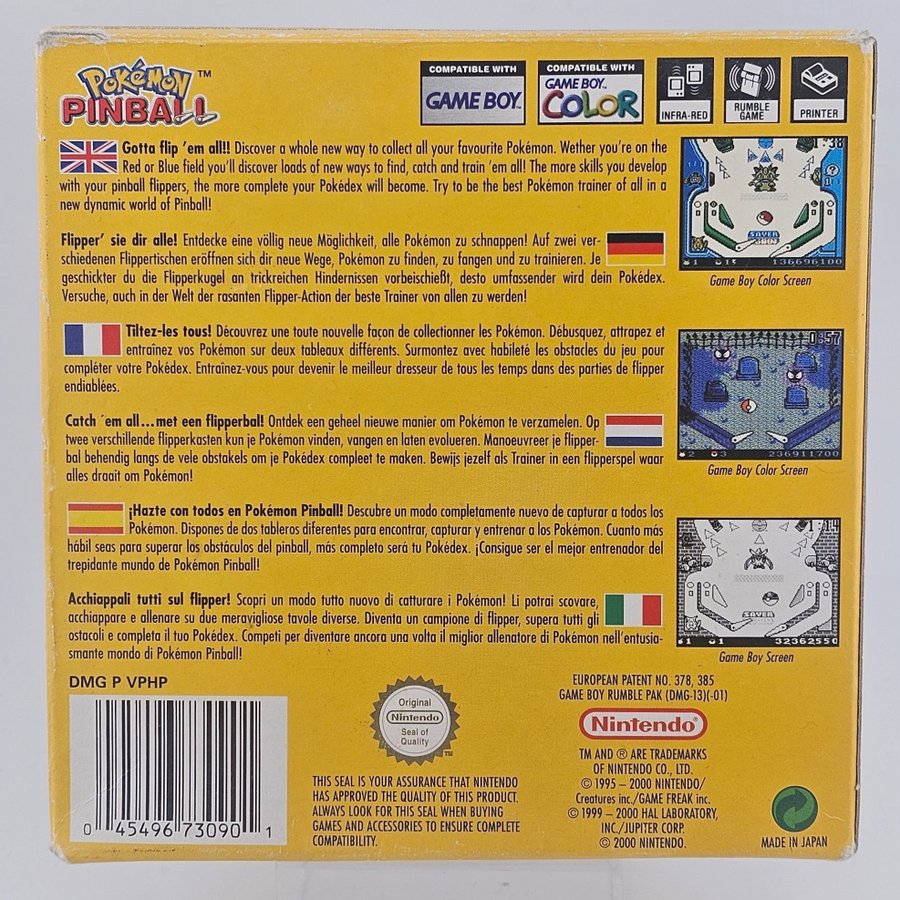 POKéMON™
PINBALL
COMPATIBLE WITH
GAME BOY™
COMPATIBLE WITH
GAME BOY™
COLOR
INFRA-RED
RUMBLE
GAME
PRINTER
Gotta flip 'em all!! Discover a whole new way to collect all your favourite Pokémon. Wether you're on the
Red or Blue field you'll discover loads of new ways to find, catch and train 'em all! The more skills you develop
with your pinball flippers, the more complete your Pokédex will become. Try to be the best Pokémon trainer of all in a
new dynamic world of Pinball!
:38
SAVER
136696100
Game Boy Color Screen
Flipper' sie dir alle! Entdecke eine völlig neue Möglichkeit, alle Pokémon zu schnappen! Auf zwei ver-
schiedenen Flippertischen eröffnen sich dir neue Wege, Pokémon zu finden, zu fangen und zu trainieren. Je
geschickter du die Flipperkugel an trickreichen Hindernissen vorbeischießt, desto umfassender wird dein Pokédex.
Versuche, auch in der Welt der rasanten Flipper-Action der beste Trainer von allen zu werden!
Tiltez-les tous! Découvrez une toute nouvelle façon de collectionner les Pokémon. Débusquez, attrapez et
entraînez vos Pokémon sur deux tableaux différents. Surmontez avec habileté les obstacles du jeu pour
compléter votre Pokédex. Entraînez-vous pour devenir le meilleur dresseur de tous les temps dans des parties de flipper
endiablées.
0:57
2 3 236911700
Game Boy Color Screen
Catch ´em all...met een flipperbal! Ontdek een geheel nieuwe manier om Pokémon te verzamelen. Op
twee verschillende flipperkasten kun je Pokémon vinden, vangen en laten evolueren. Manoeuvreer je flipper-
bal behendig langs de vele obstakels om je Pokédex compleet te maken. Bewijs jezelf als Trainer in een flipperspel waar
alles draait om Pokémon!
¡Hazte con todos en Pokémon Pinball! Descubre un modo completamente nuevo de capturar a todos los
Pokémon. Dispones de dos tableros diferentes para encontrar, capturar y entrenar a los Pokémon. Cuanto más
hábil seas para superar los obstáculos del pinball, más completo será tu Pokédex. ¡Consigue ser el mejor entrenador del
trepidante mundo de Pokémon Pinball!
1:14
SAVER
1 1 32362550
Game Boy Screen
Acchiappali tutti sul flipper! Scopri un modo tutto nuovo di catturare i Pokémon! Li potrai scovare,
acchiappare e allenare su due meravigliose tavole diverse. Diventa un campione di flipper, supera tutti gli
ostacoli e completa il tuo Pokédex. Competi per diventare ancora una volta il miglior allenatore di Pokémon nell'entusia-
smante mondo di Pokémon Pinball!
DMG P VPHP
0 45496 73090 1
Original
Nintendo
Seal of
Quality
TM
THIS SEAL IS YOUR ASSURANCE THAT NINTENDO
HAS APPROVED THE QUALITY OF THIS PRODUCT.
ALWAYS LOOK FOR THIS SEAL WHEN BUYING
GAMES AND ACCESSORIES TO ENSURE COMPLETE
COMPATIBILITY.
EUROPEAN PATENT NO. 378, 385
GAME BOY RUMBLE PAK (DMG-13)(-01)
Nintendo®
TM AND ® ARE TRADEMARKS
OF NINTENDO CO., LTD.
© 1995 – 2000 NINTENDO/
Creatures inc./GAME FREAK inc.
© 1999 – 2000 HAL LABORATORY,
INC./JUPITER CORP.
© 2000 NINTENDO.
MADE IN JAPAN